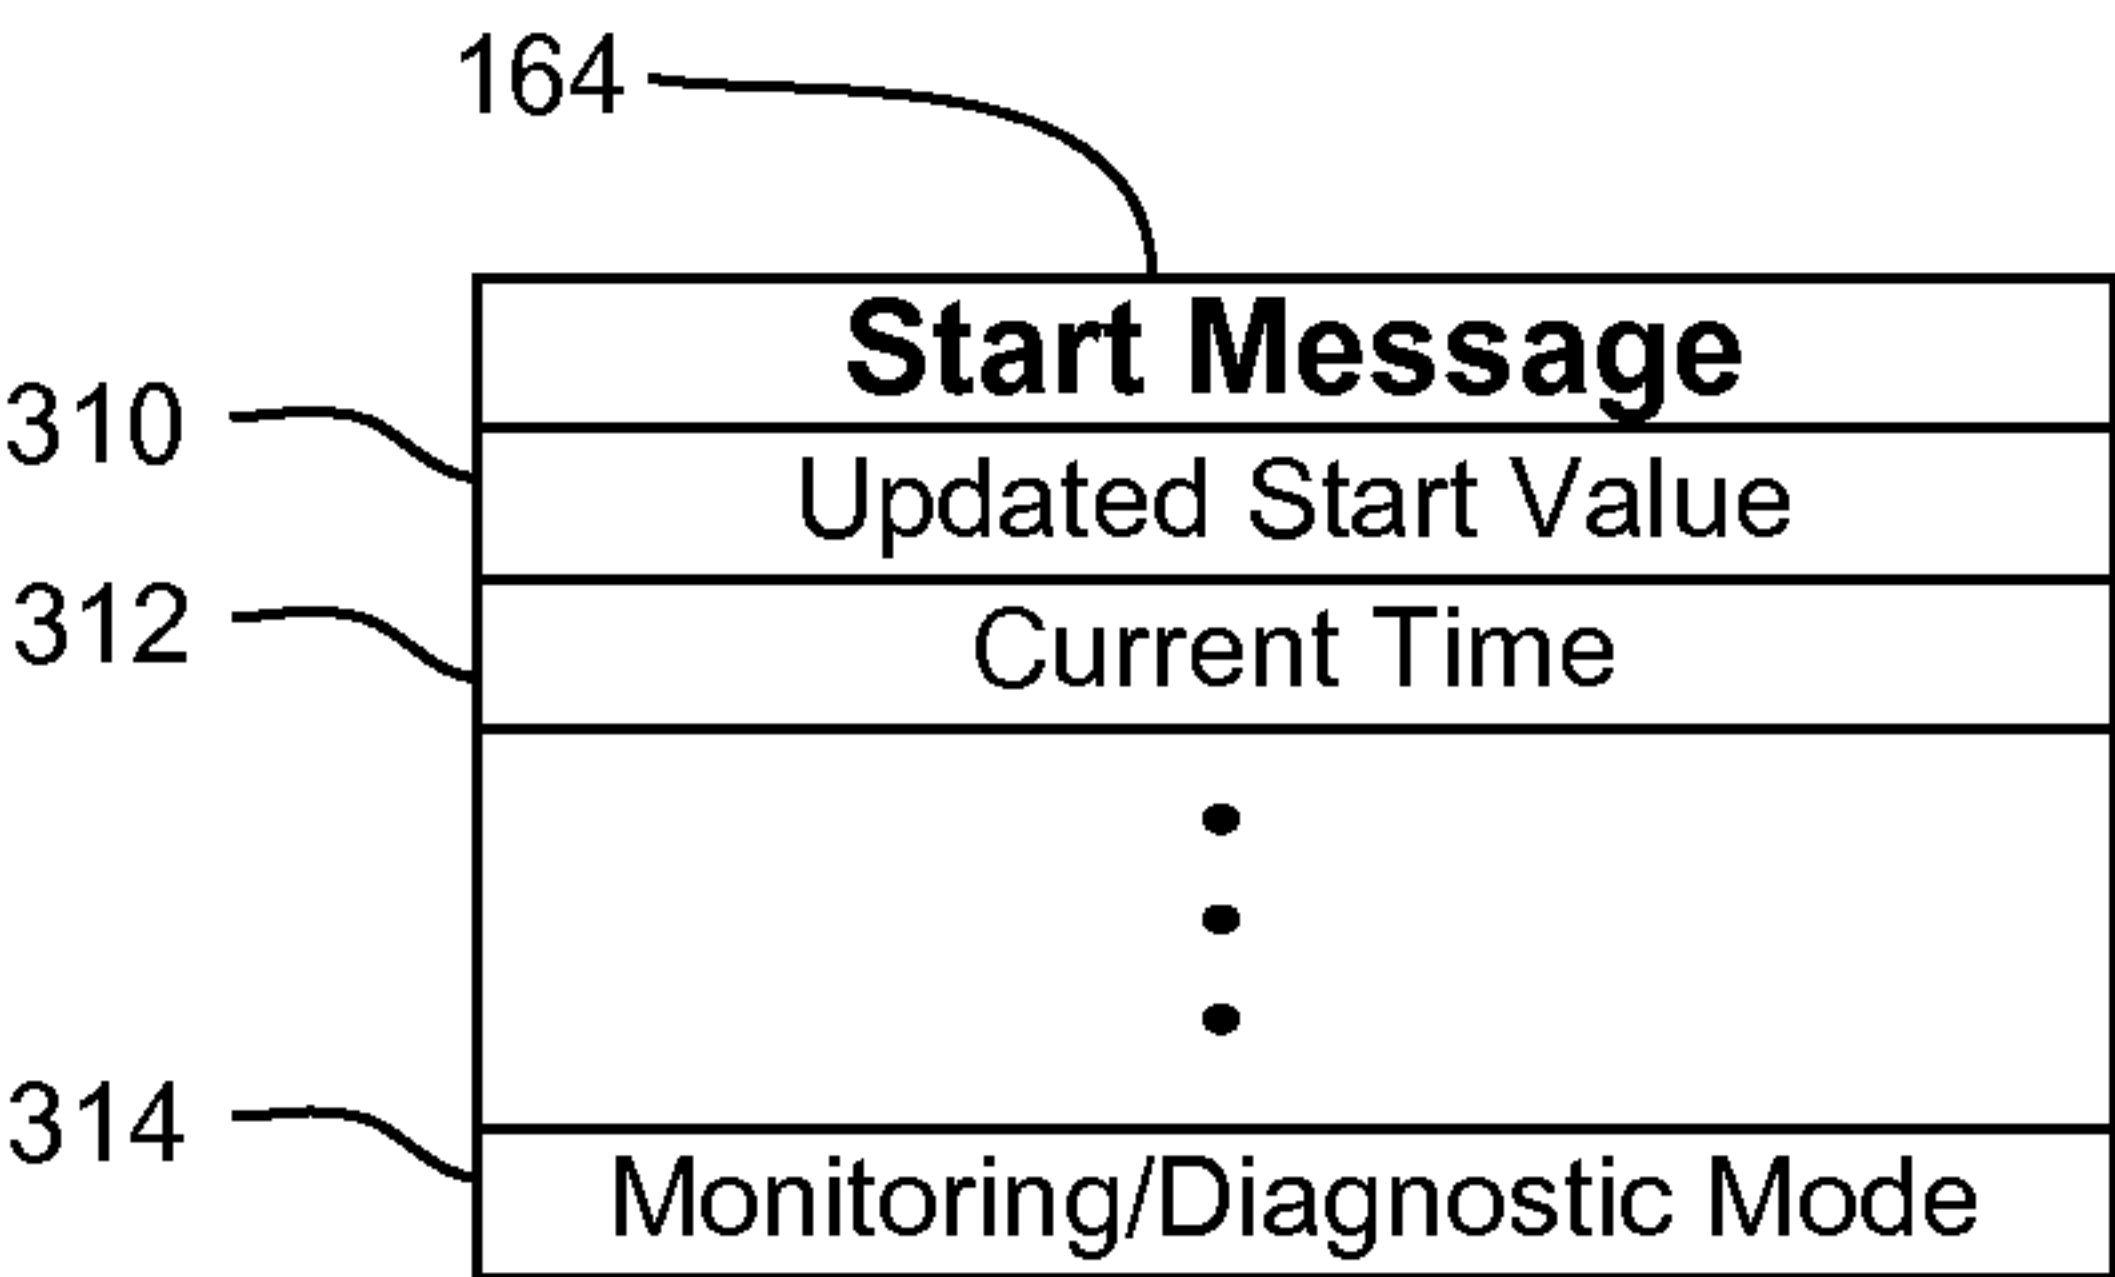 164
Start Message
310
Updated Start Value
312
Current Time
314
Monitoring/Diagnostic Mode